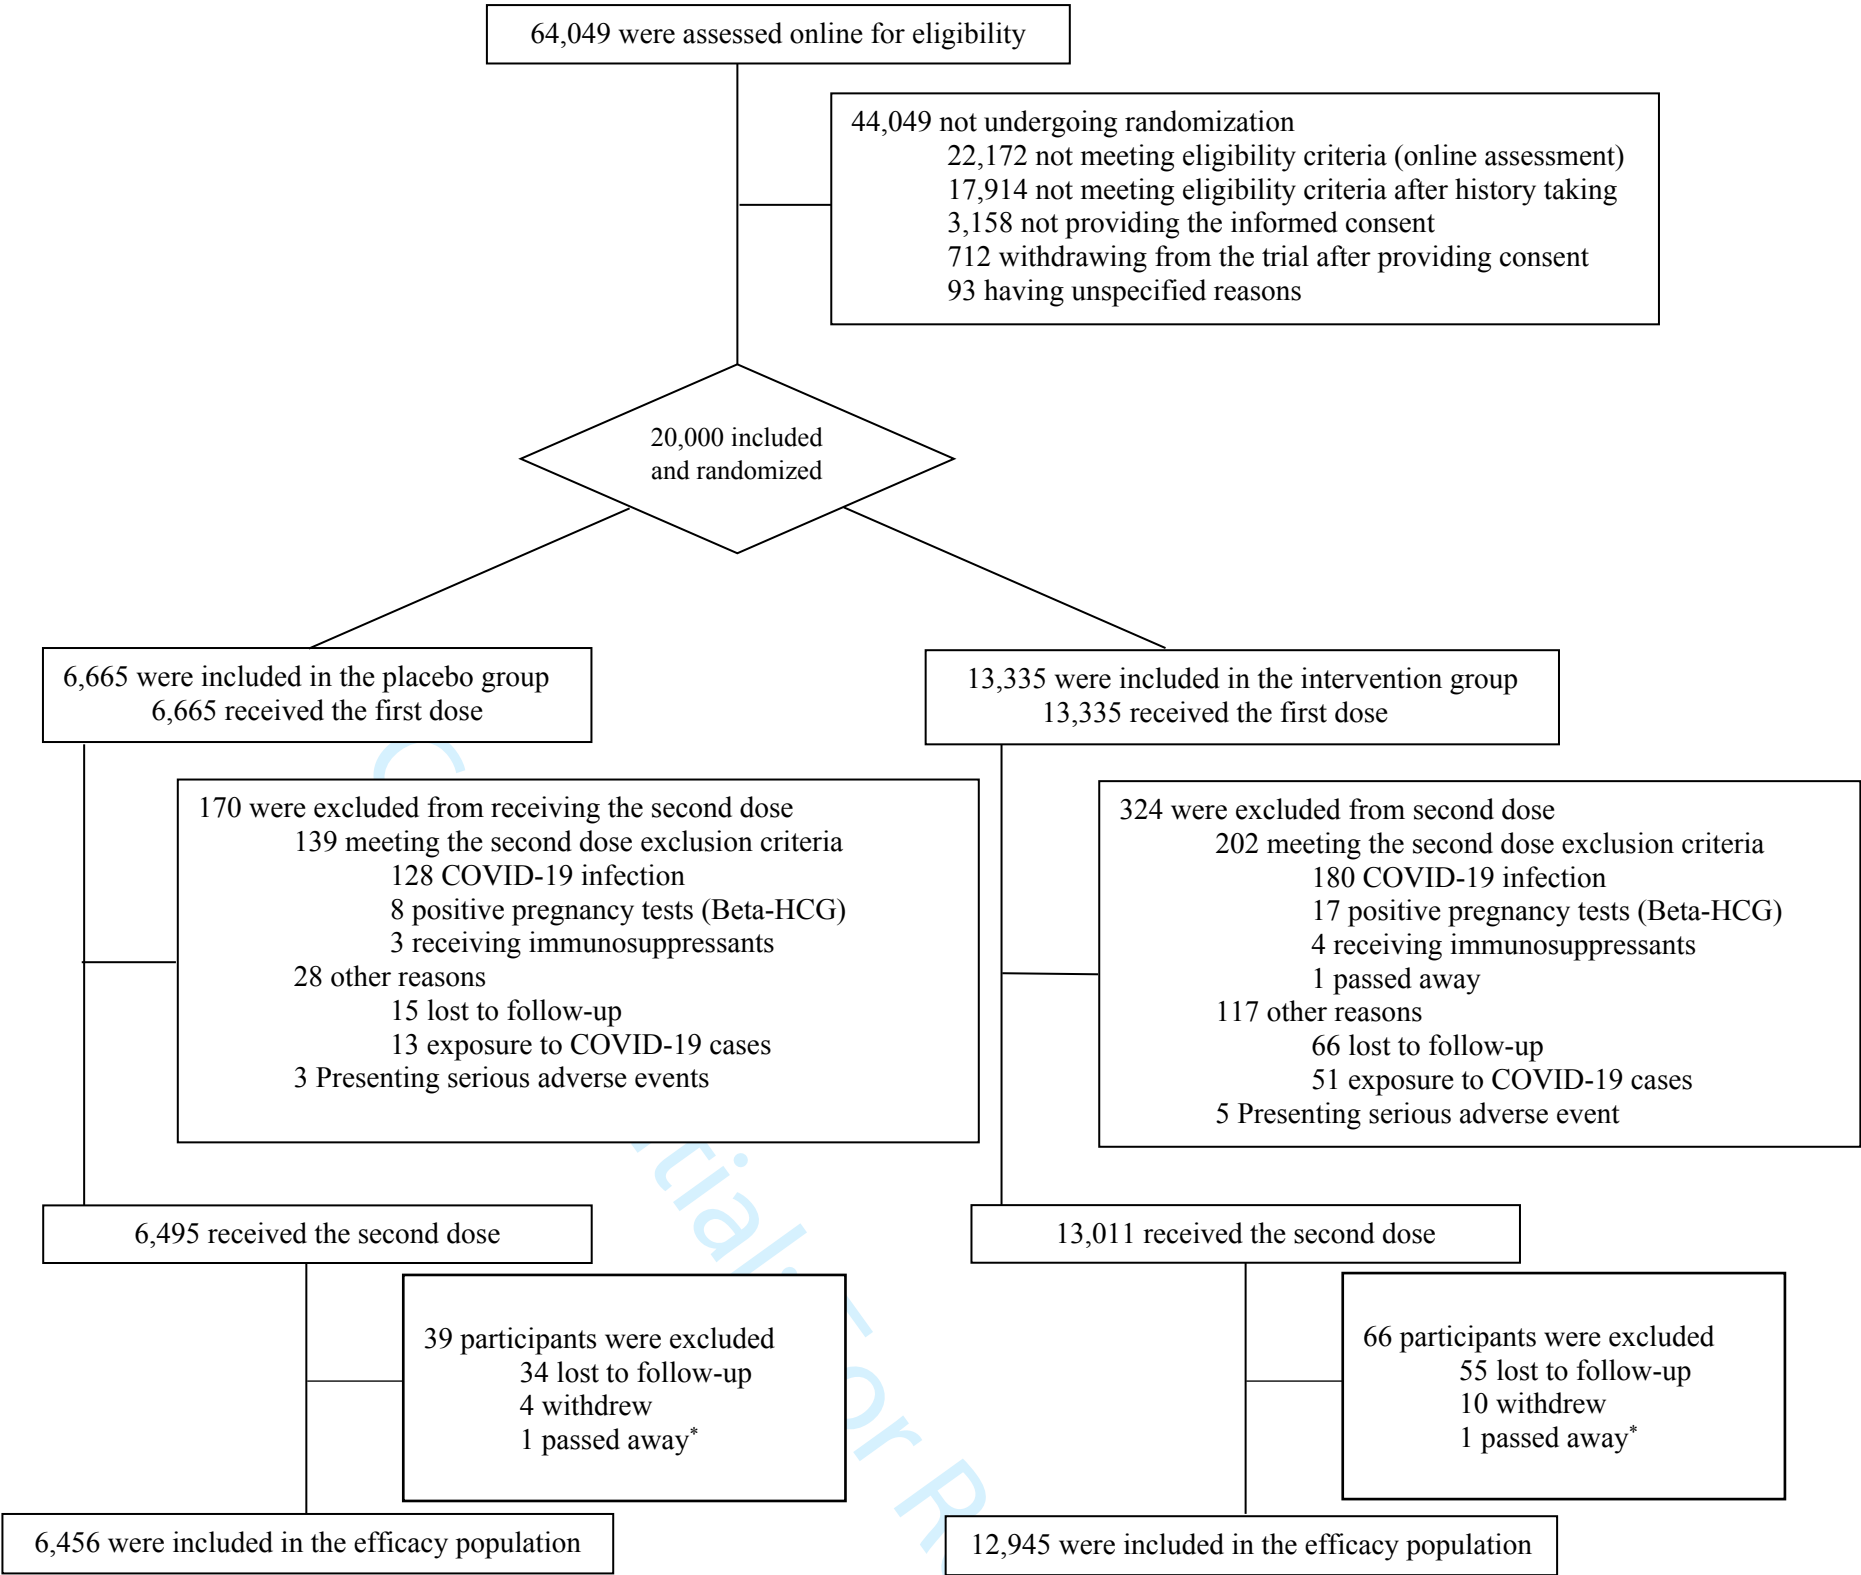 64,049 were assessed online for eligibility
44,049 not undergoing randomization
22,172 not meeting eligibility criteria (online assessment)
17,914 not meeting eligibility criteria after history taking
3,158 not providing the informed consent
712 withdrawing from the trial after providing consent
93 having unspecified reasons
20,000 included
and randomized
6,665 were included in the placebo group
6,665 received the first dose
13,335 were included in the intervention group
13,335 received the first dose
170 were excluded from receiving the second dose
139 meeting the second dose exclusion criteria
128 COVID-19 infection
8 positive pregnancy tests (Beta-HCG)
3 receiving immunosuppressants
28 other reasons
15 lost to follow-up
13 exposure to COVID-19 cases
3 Presenting serious adverse events
324 were excluded from second dose
202 meeting the second dose exclusion criteria
180 COVID-19 infection
17 positive pregnancy tests (Beta-HCG)
4 receiving immunosuppressants
1 passed away
117 other reasons
66 lost to follow-up
51 exposure to COVID-19 cases
5 Presenting serious adverse event
6,495 received the second dose
13,011 received the second dose
39 participants were excluded
34 lost to follow-up
4 withdrew
1 passed away*
66 participants were excluded
55 lost to follow-up
10 withdrew
1 passed away*
6,456 were included in the efficacy population
12,945 were included in the efficacy population